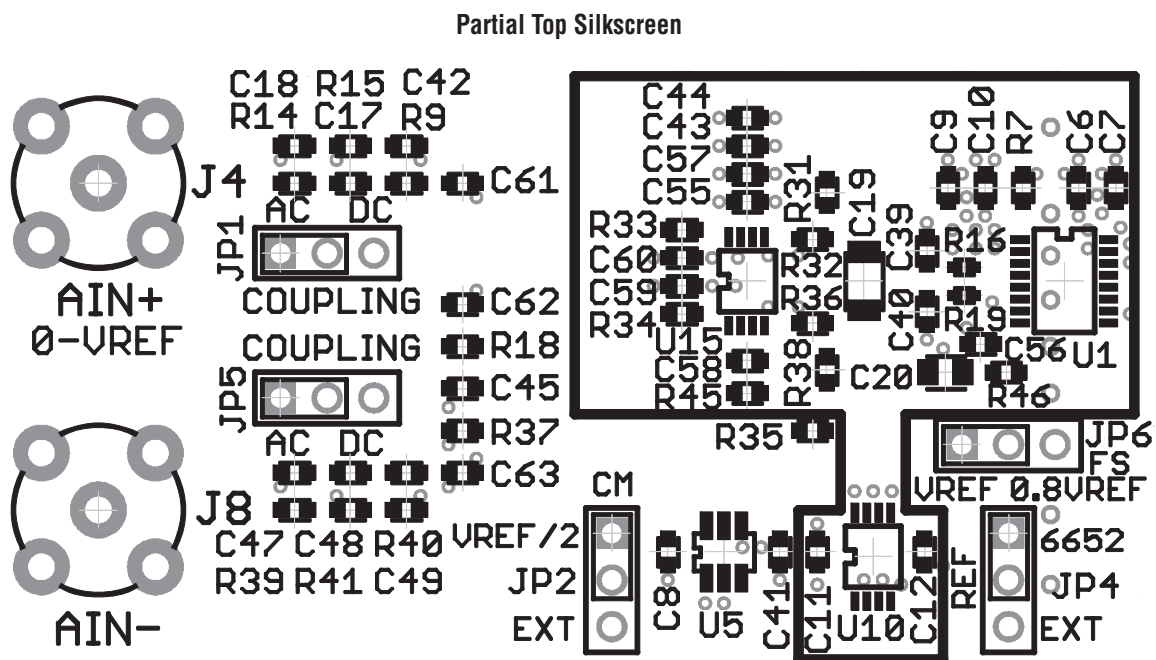 Partial Top Silkscreen
C18 R15 C42
R14 C17 R9
J4
C61
AC DC
JP1
COUPLING
AIN+
0-VREF
C62
COUPLING
R18
JP5
C45
AC DC
R37
C63
J8
C47 C48 R40
R39 R41 C49
AIN-
C44
C43
C57
C55
R33
C60
C59
R34
U15
C58
R45
R31
R32
R36
R38
C19
C39
C40
R16
R19
C20
C56
R46
U1
C9
C10
R7
C6
C7
R35
JP6
FS
VREF 0.8VREF
CM
VREF/2
JP2
EXT
C8
U5
C41
C11
U10
C12
REF
6652
JP4
EXT